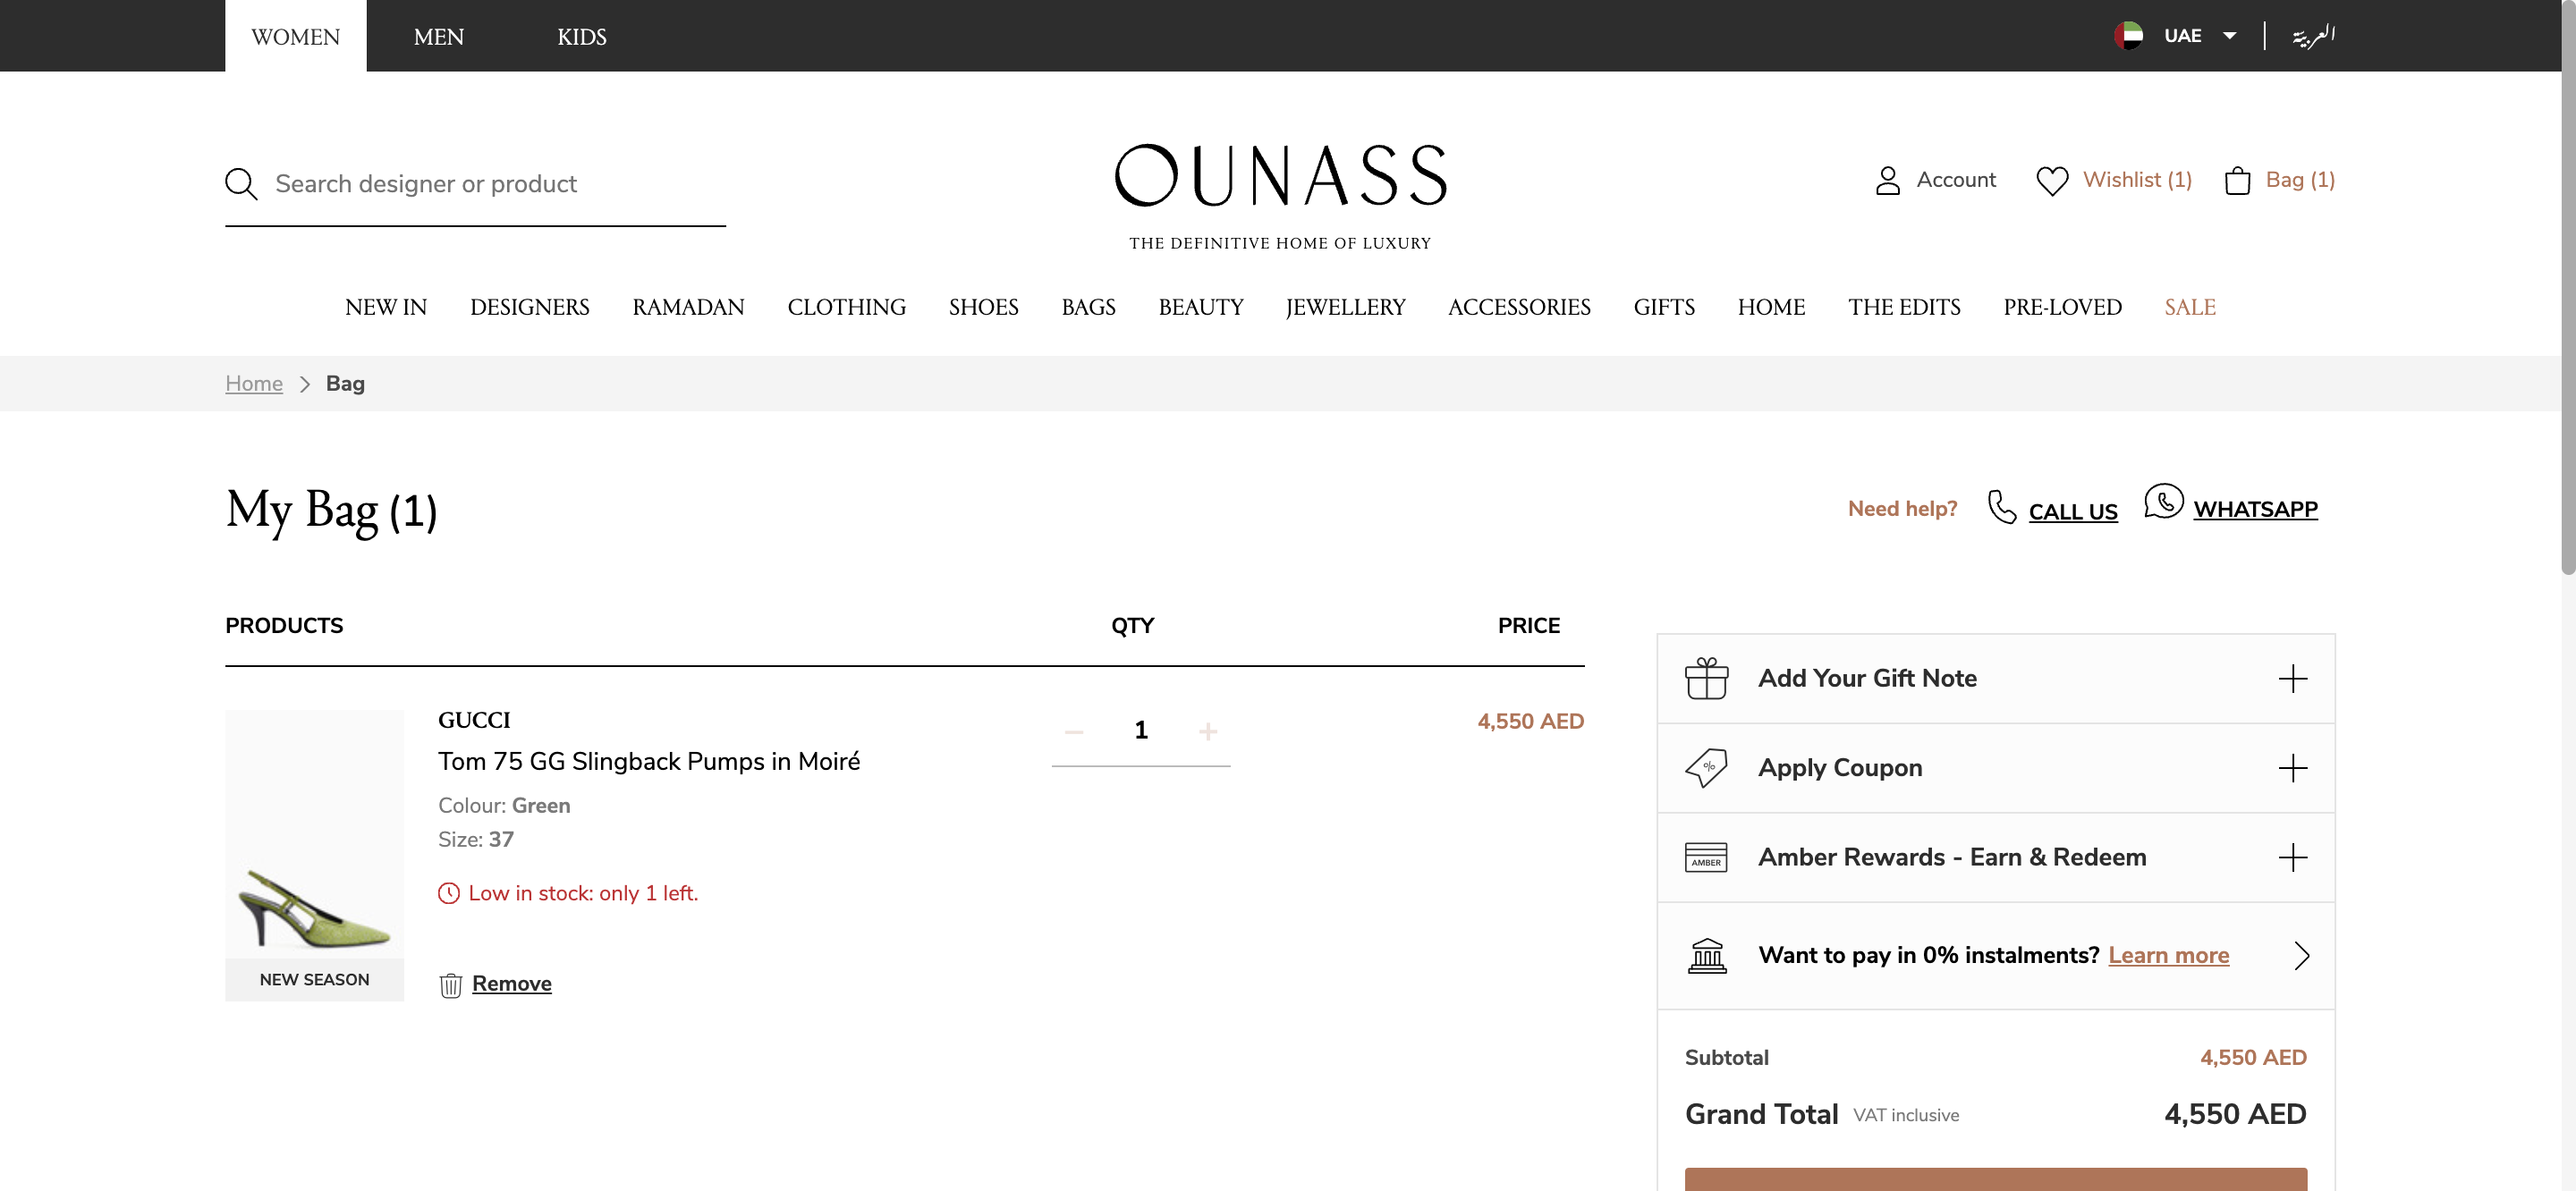 WOMEN MEN KIDS UAE العربية
Search designer or product
OUNASS
THE DEFINITIVE HOME OF LUXURY
Account Wishlist (1) Bag (1)
NEW IN DESIGNERS RAMADAN CLOTHING SHOES BAGS BEAUTY JEWELLERY ACCESSORIES GIFTS HOME THE EDITS PRE-LOVED SALE
Home > Bag
My Bag (1)
Need help? CALL US WHATSAPP
PRODUCTS QTY PRICE
GUCCI
Tom 75 GG Slingback Pumps in Moiré
Colour: Green
Size: 37
Low in stock: only 1 left.
Remove
NEW SEASON
− 1 +
4,550 AED
Add Your Gift Note +
% Apply Coupon +
AMBER Amber Rewards - Earn & Redeem +
Want to pay in 0% instalments? Learn more
Subtotal 4,550 AED
Grand Total VAT inclusive 4,550 AED